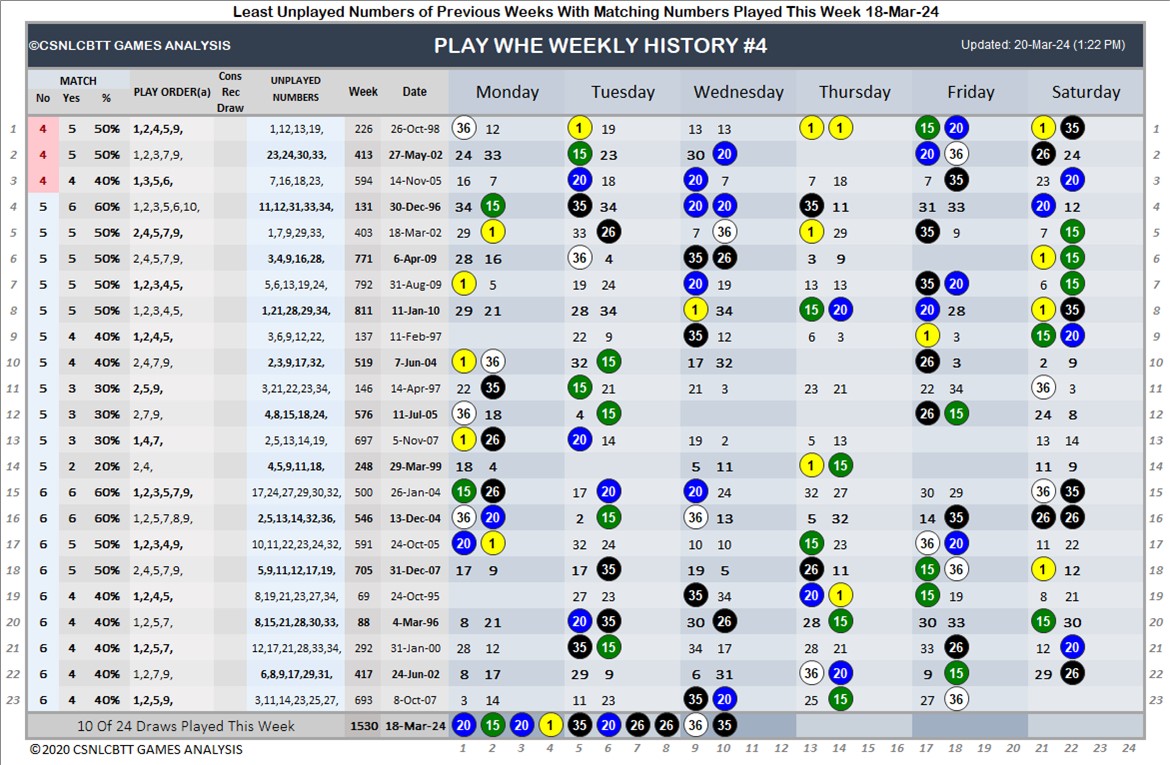 Least Unplayed Numbers of Previous Weeks With Matching Numbers Played This Week 18-Mar-24
©CSNLCBTT GAMES ANALYSIS PLAY WHE WEEKLY HISTORY #4 Updated: 20-Mar-24 (1:22 PM)
MATCH Cons UNPLAYED
No Yes % PLAY ORDER(a) Rec NUMBERS Week Date Monday Tuesday Wednesday Thursday Friday Saturday
Draw
1 4 5 50% 1,2,4,5,9, 1,12,13,19, 226 26-Oct-98 36 12 1 19 13 13 1 1 15 20 1 35 1
2 4 5 50% 1,2,3,7,9, 23,24,30,33, 413 27-May-02 24 33 15 23 30 20 20 36 26 24 2
3 4 4 40% 1,3,5,6, 7,16,18,23, 594 14-Nov-05 16 7 20 18 20 7 7 18 7 35 23 20 3
4 5 6 60% 1,2,3,5,6,10, 11,12,31,33,34, 131 30-Dec-96 34 15 35 34 20 20 35 11 31 33 20 12 4
5 5 5 50% 2,4,5,7,9, 1,7,9,29,33, 403 18-Mar-02 29 1 33 26 7 36 1 29 35 9 7 15 5
6 5 5 50% 2,4,5,7,9, 3,4,9,16,28, 771 6-Apr-09 28 16 36 4 35 26 3 9 1 15 6
7 5 5 50% 1,2,3,4,5, 5,6,13,19,24, 792 31-Aug-09 1 5 19 24 20 19 13 13 35 20 6 15 7
8 5 5 50% 1,2,3,4,5, 1,21,28,29,34, 811 11-Jan-10 29 21 28 34 1 34 15 20 20 28 1 35 8
9 5 4 40% 1,2,4,5, 3,6,9,12,22, 137 11-Feb-97 22 9 35 12 6 3 1 3 15 20 9
10 5 4 40% 2,4,7,9, 2,3,9,17,32, 519 7-Jun-04 1 36 32 15 17 32 26 3 2 9 10
11 5 3 30% 2,5,9, 3,21,22,23,34, 146 14-Apr-97 22 35 15 21 21 3 23 21 22 34 36 3 11
12 5 3 30% 2,7,9, 4,8,15,18,24, 576 11-Jul-05 36 18 4 15 26 15 24 8 12
13 5 3 30% 1,4,7, 2,5,13,14,19, 697 5-Nov-07 1 26 20 14 19 2 5 13 13 14 13
14 5 2 20% 2,4, 4,5,9,11,18, 248 29-Mar-99 18 4 5 11 1 15 11 9 14
15 6 6 60% 1,2,3,5,7,9, 17,24,27,29,30,32, 500 26-Jan-04 15 26 17 20 20 24 32 27 30 29 36 35 15
16 6 6 60% 1,2,5,7,8,9, 2,5,13,14,32,36, 546 13-Dec-04 36 20 2 15 36 13 5 32 14 35 26 26 16
17 6 5 50% 1,2,3,4,9, 10,11,22,23,24,32, 591 24-Oct-05 20 1 32 24 10 10 15 23 36 20 11 22 17
18 6 5 50% 2,4,5,7,9, 5,9,11,12,17,19, 705 31-Dec-07 17 9 17 35 19 5 26 11 15 36 1 12 18
19 6 4 40% 1,2,4,5, 8,19,21,23,27,34, 69 24-Oct-95 27 23 35 34 20 1 15 19 8 21 19
20 6 4 40% 1,2,5,7, 8,15,21,28,30,33, 88 4-Mar-96 8 21 20 35 30 26 28 15 30 33 15 30 20
21 6 4 40% 1,2,5,7, 12,17,21,28,33,34, 292 31-Jan-00 28 12 35 15 34 17 28 21 33 26 12 20 21
22 6 4 40% 1,2,7,9, 6,8,9,17,29,31, 417 24-Jun-02 8 17 29 9 6 31 36 20 9 15 29 26 22
23 6 4 40% 1,2,5,9, 3,11,14,23,25,27, 693 8-Oct-07 3 14 11 23 35 20 25 15 27 36 23
10 Of 24 Draws Played This Week 1530 18-Mar-24 20 15 20 1 35 20 26 26 36 35
©2020 CSNLCBTT GAMES ANALYSIS 1 2 3 4 5 6 7 8 9 10 11 12 13 14 15 16 17 18 19 20 21 22 23 24